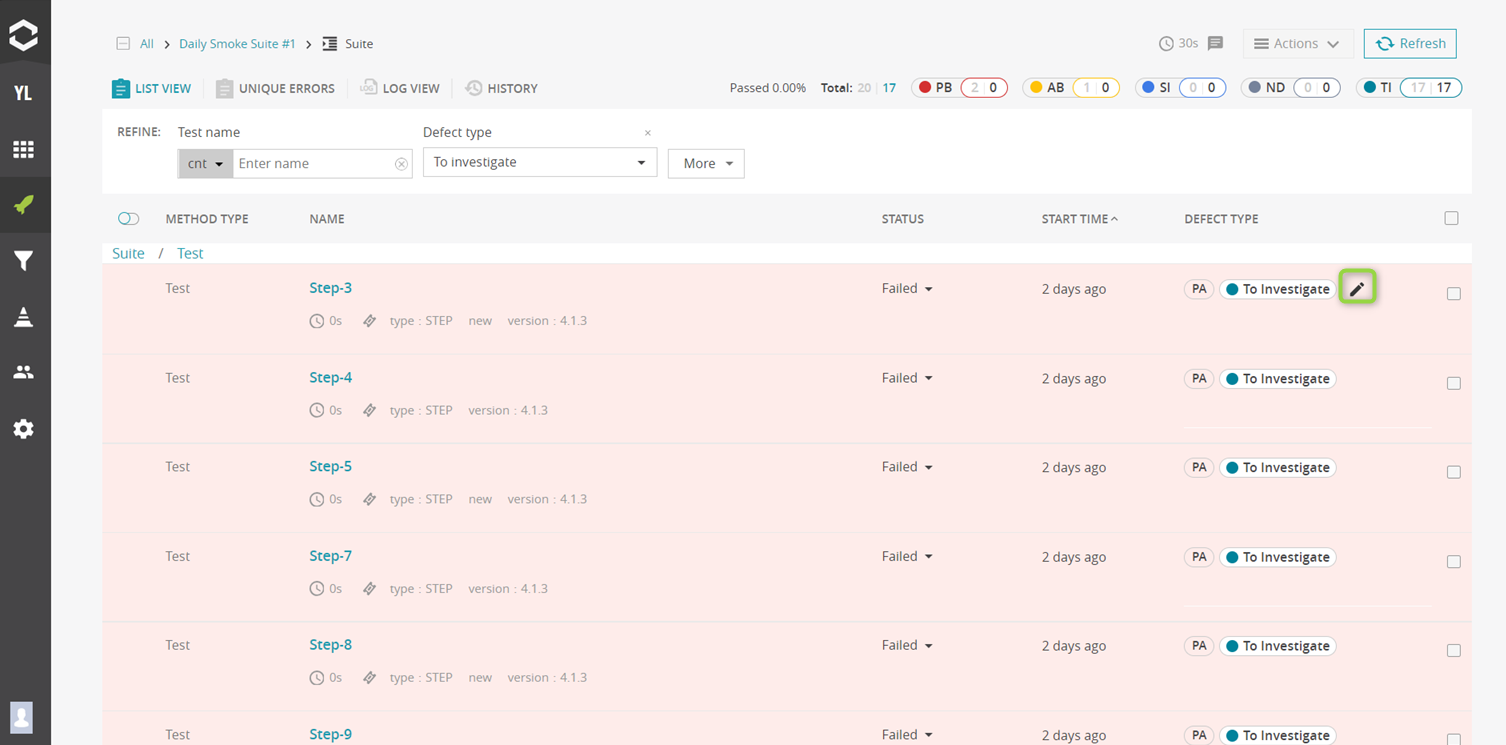 All > Daily Smoke Suite #1 > Suite
30s
Actions
Refresh
YL
LIST VIEW
UNIQUE ERRORS
LOG VIEW
HISTORY
Passed 0.00% Total: 20 | 17 PB 2 | 0 AB 1 | 0 SI 0 | 0 ND 0 | 0 TI 17 | 17
REFINE: Test name Defect type ×
cnt Enter name To investigate More
METHOD TYPE NAME STATUS START TIME DEFECT TYPE
Suite / Test
Test Step-3 Failed 2 days ago PA To Investigate
0s type : STEP new version : 4.1.3
Test Step-4 Failed 2 days ago PA To Investigate
0s type : STEP version : 4.1.3
Test Step-5 Failed 2 days ago PA To Investigate
0s type : STEP new version : 4.1.3
Test Step-7 Failed 2 days ago PA To Investigate
0s type : STEP version : 4.1.3
Test Step-8 Failed 2 days ago PA To Investigate
0s type : STEP new version : 4.1.3
Test Step-9 Failed 2 days ago PA To Investigate